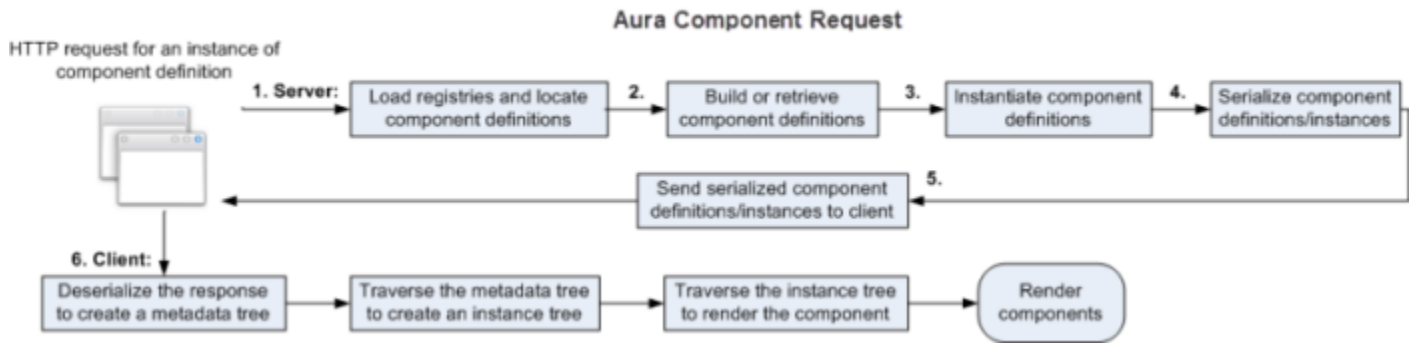 Aura Component Request
HTTP request for an instance of
component definition
1. Server:
Load registries and locate
component definitions
2.
Build or retrieve
component definitions
3.
Instantiate component
definitions
4.
Serialize component
definitions/instances
5.
Send serialized component
definitions/instances to client
6. Client:
Deserialize the response
to create a metadata tree
Traverse the metadata tree
to create an instance tree
Traverse the instance tree
to render the component
Render
components